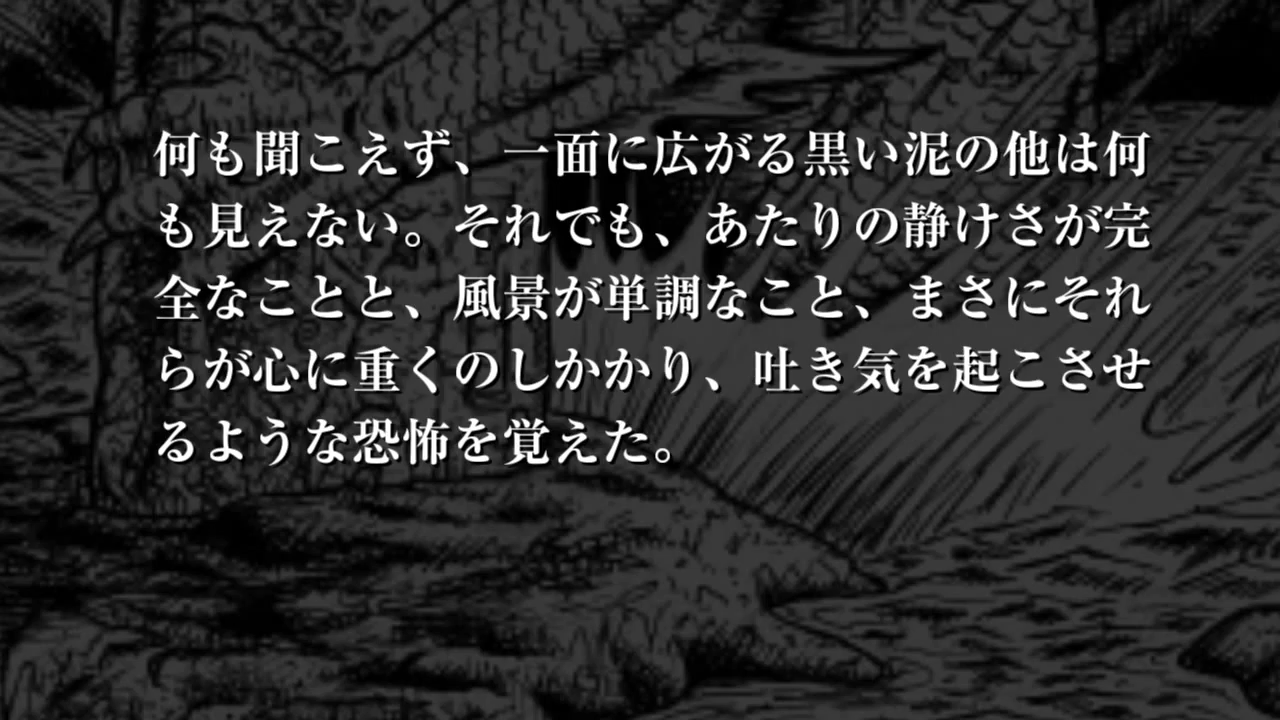 何も聞こえず、一面に広がる黒い泥の他は何
も見えない。それでも、あたりの静けさが完
全なことと、風景が単調なこと、まさにそれ
らが心に重くのしかかり、吐き気を起こさせ
るような恐怖を覚えた。